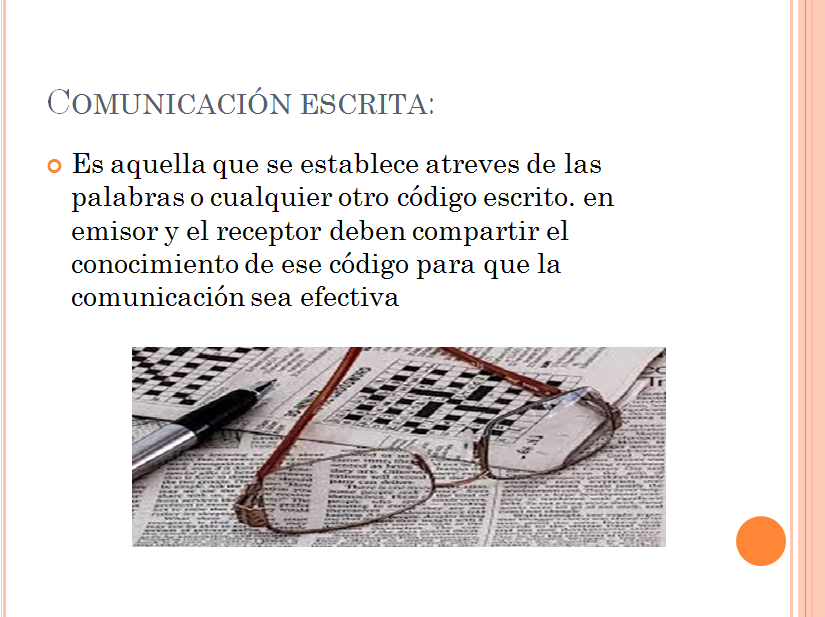 COMUNICACIÓN ESCRITA:
Es aquella que se establece atreves de las
palabras o cualquier otro código escrito. en
emisor y el receptor deben compartir el
conocimiento de ese código para que la
comunicación sea efectiva